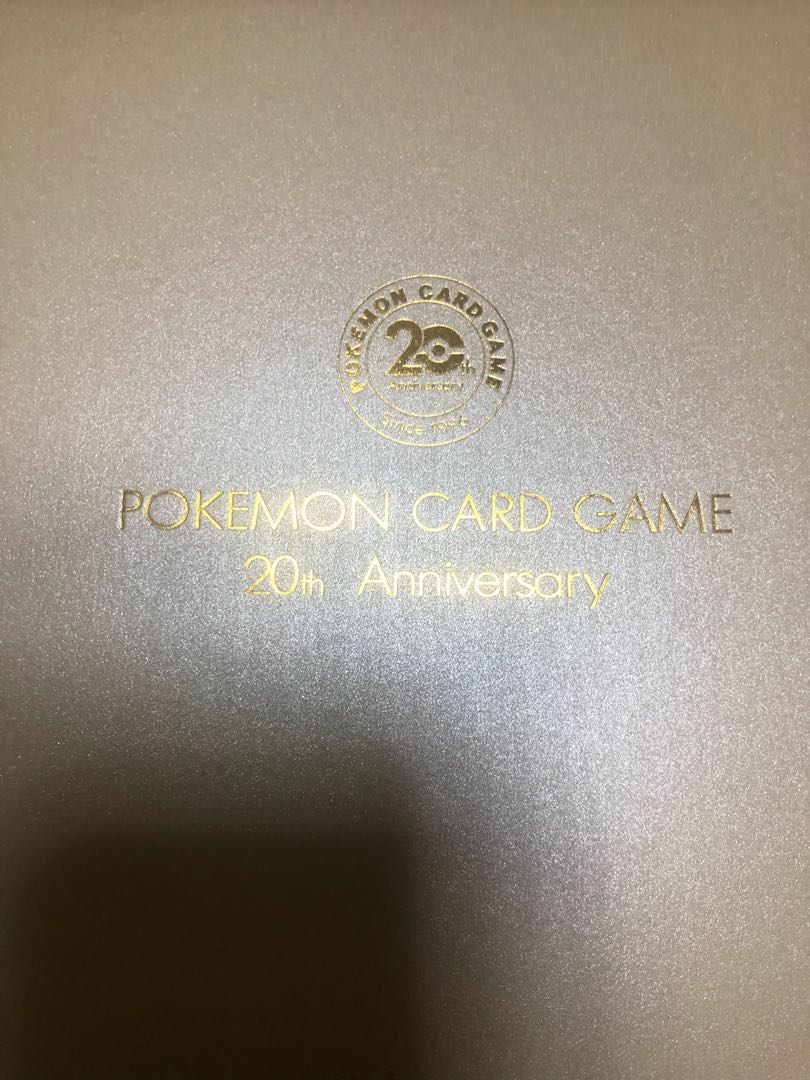 POKEMON CARD GAME
20th
Anniversary
Since 1996
POKEMON CARD GAME
20th Anniversary